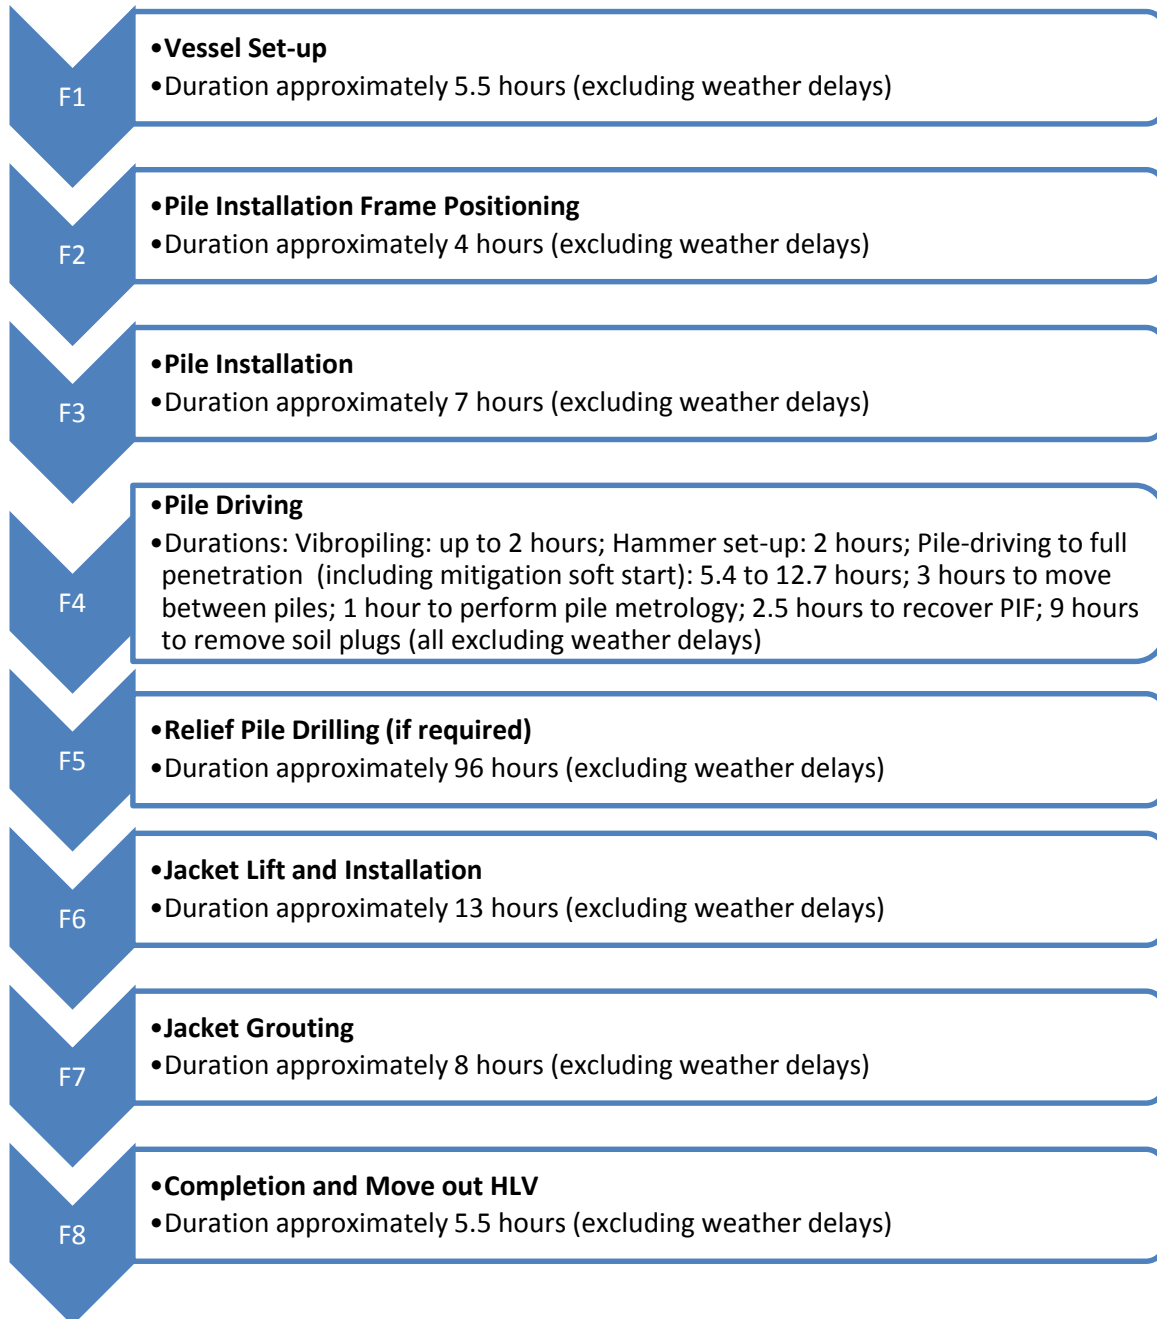 F1
•Vessel Set-up
•Duration approximately 5.5 hours (excluding weather delays)
F2
•Pile Installation Frame Positioning
•Duration approximately 4 hours (excluding weather delays)
F3
•Pile Installation
•Duration approximately 7 hours (excluding weather delays)
F4
•Pile Driving
•Durations: Vibropiling: up to 2 hours; Hammer set-up: 2 hours; Pile-driving to full
penetration (including mitigation soft start): 5.4 to 12.7 hours; 3 hours to move
between piles; 1 hour to perform pile metrology; 2.5 hours to recover PIF; 9 hours
to remove soil plugs (all excluding weather delays)
F5
•Relief Pile Drilling (if required)
•Duration approximately 96 hours (excluding weather delays)
F6
•Jacket Lift and Installation
•Duration approximately 13 hours (excluding weather delays)
F7
•Jacket Grouting
•Duration approximately 8 hours (excluding weather delays)
F8
•Completion and Move out HLV
•Duration approximately 5.5 hours (excluding weather delays)